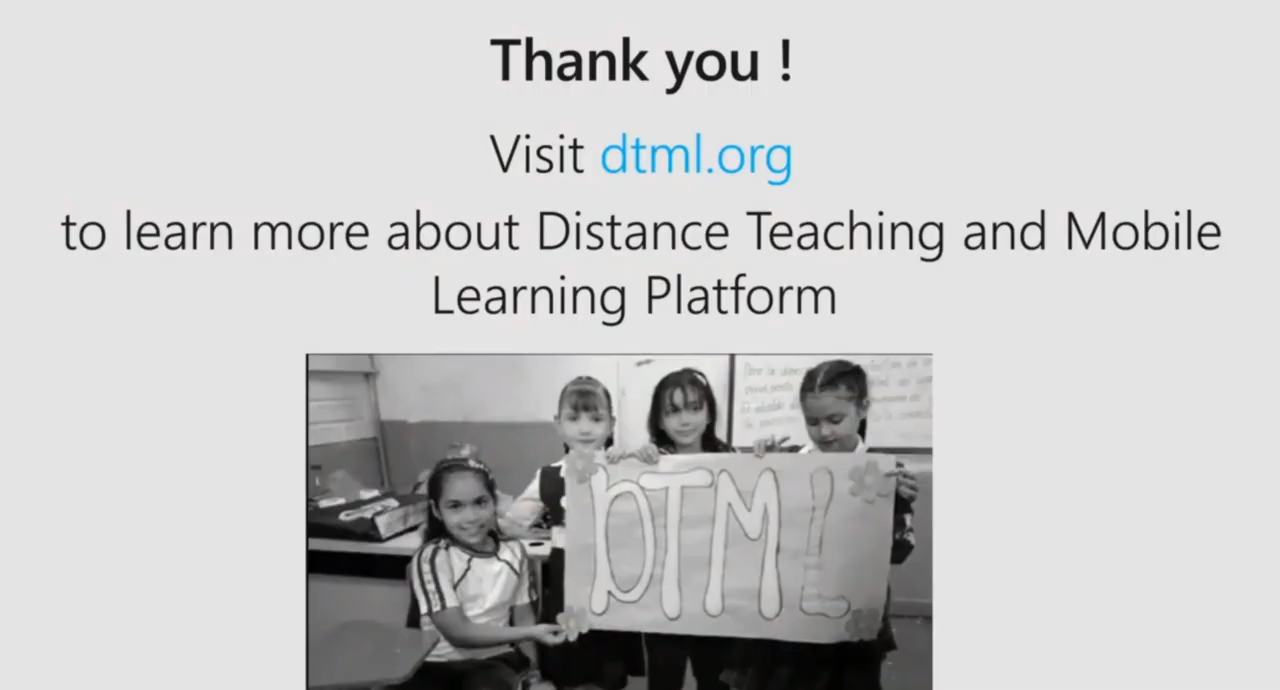 Thank you !
Visit dtml.org
to learn more about Distance Teaching and Mobile
Learning Platform
DTML